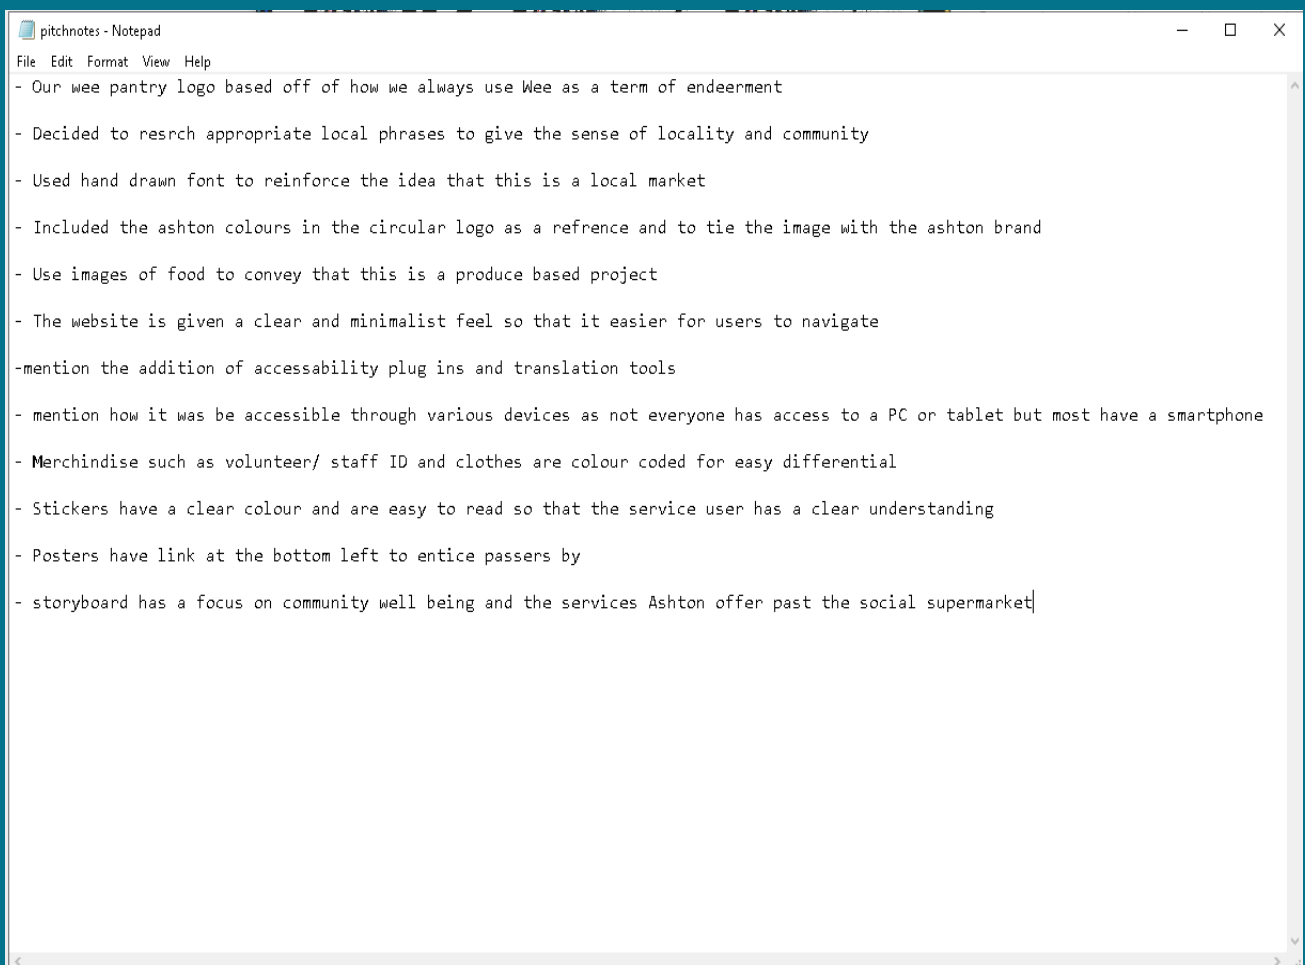 pitchnotes - Notepad
File Edit Format View Help
- Our wee pantry logo based off of how we always use Wee as a term of endeerment
- Decided to resrch appropriate local phrases to give the sense of locality and community
- Used hand drawn font to reinforce the idea that this is a local market
- Included the ashton colours in the circular logo as a refrence and to tie the image with the ashton brand
- Use images of food to convey that this is a produce based project
- The website is given a clear and minimalist feel so that it easier for users to navigate
-mention the addition of accessability plug ins and translation tools
- mention how it was be accessible through various devices as not everyone has access to a PC or tablet but most have a smartphone
- Merchindise such as volunteer/ staff ID and clothes are colour coded for easy differential
- Stickers have a clear colour and are easy to read so that the service user has a clear understanding
- Posters have link at the bottom left to entice passers by
- storyboard has a focus on community well being and the services Ashton offer past the social supermarket